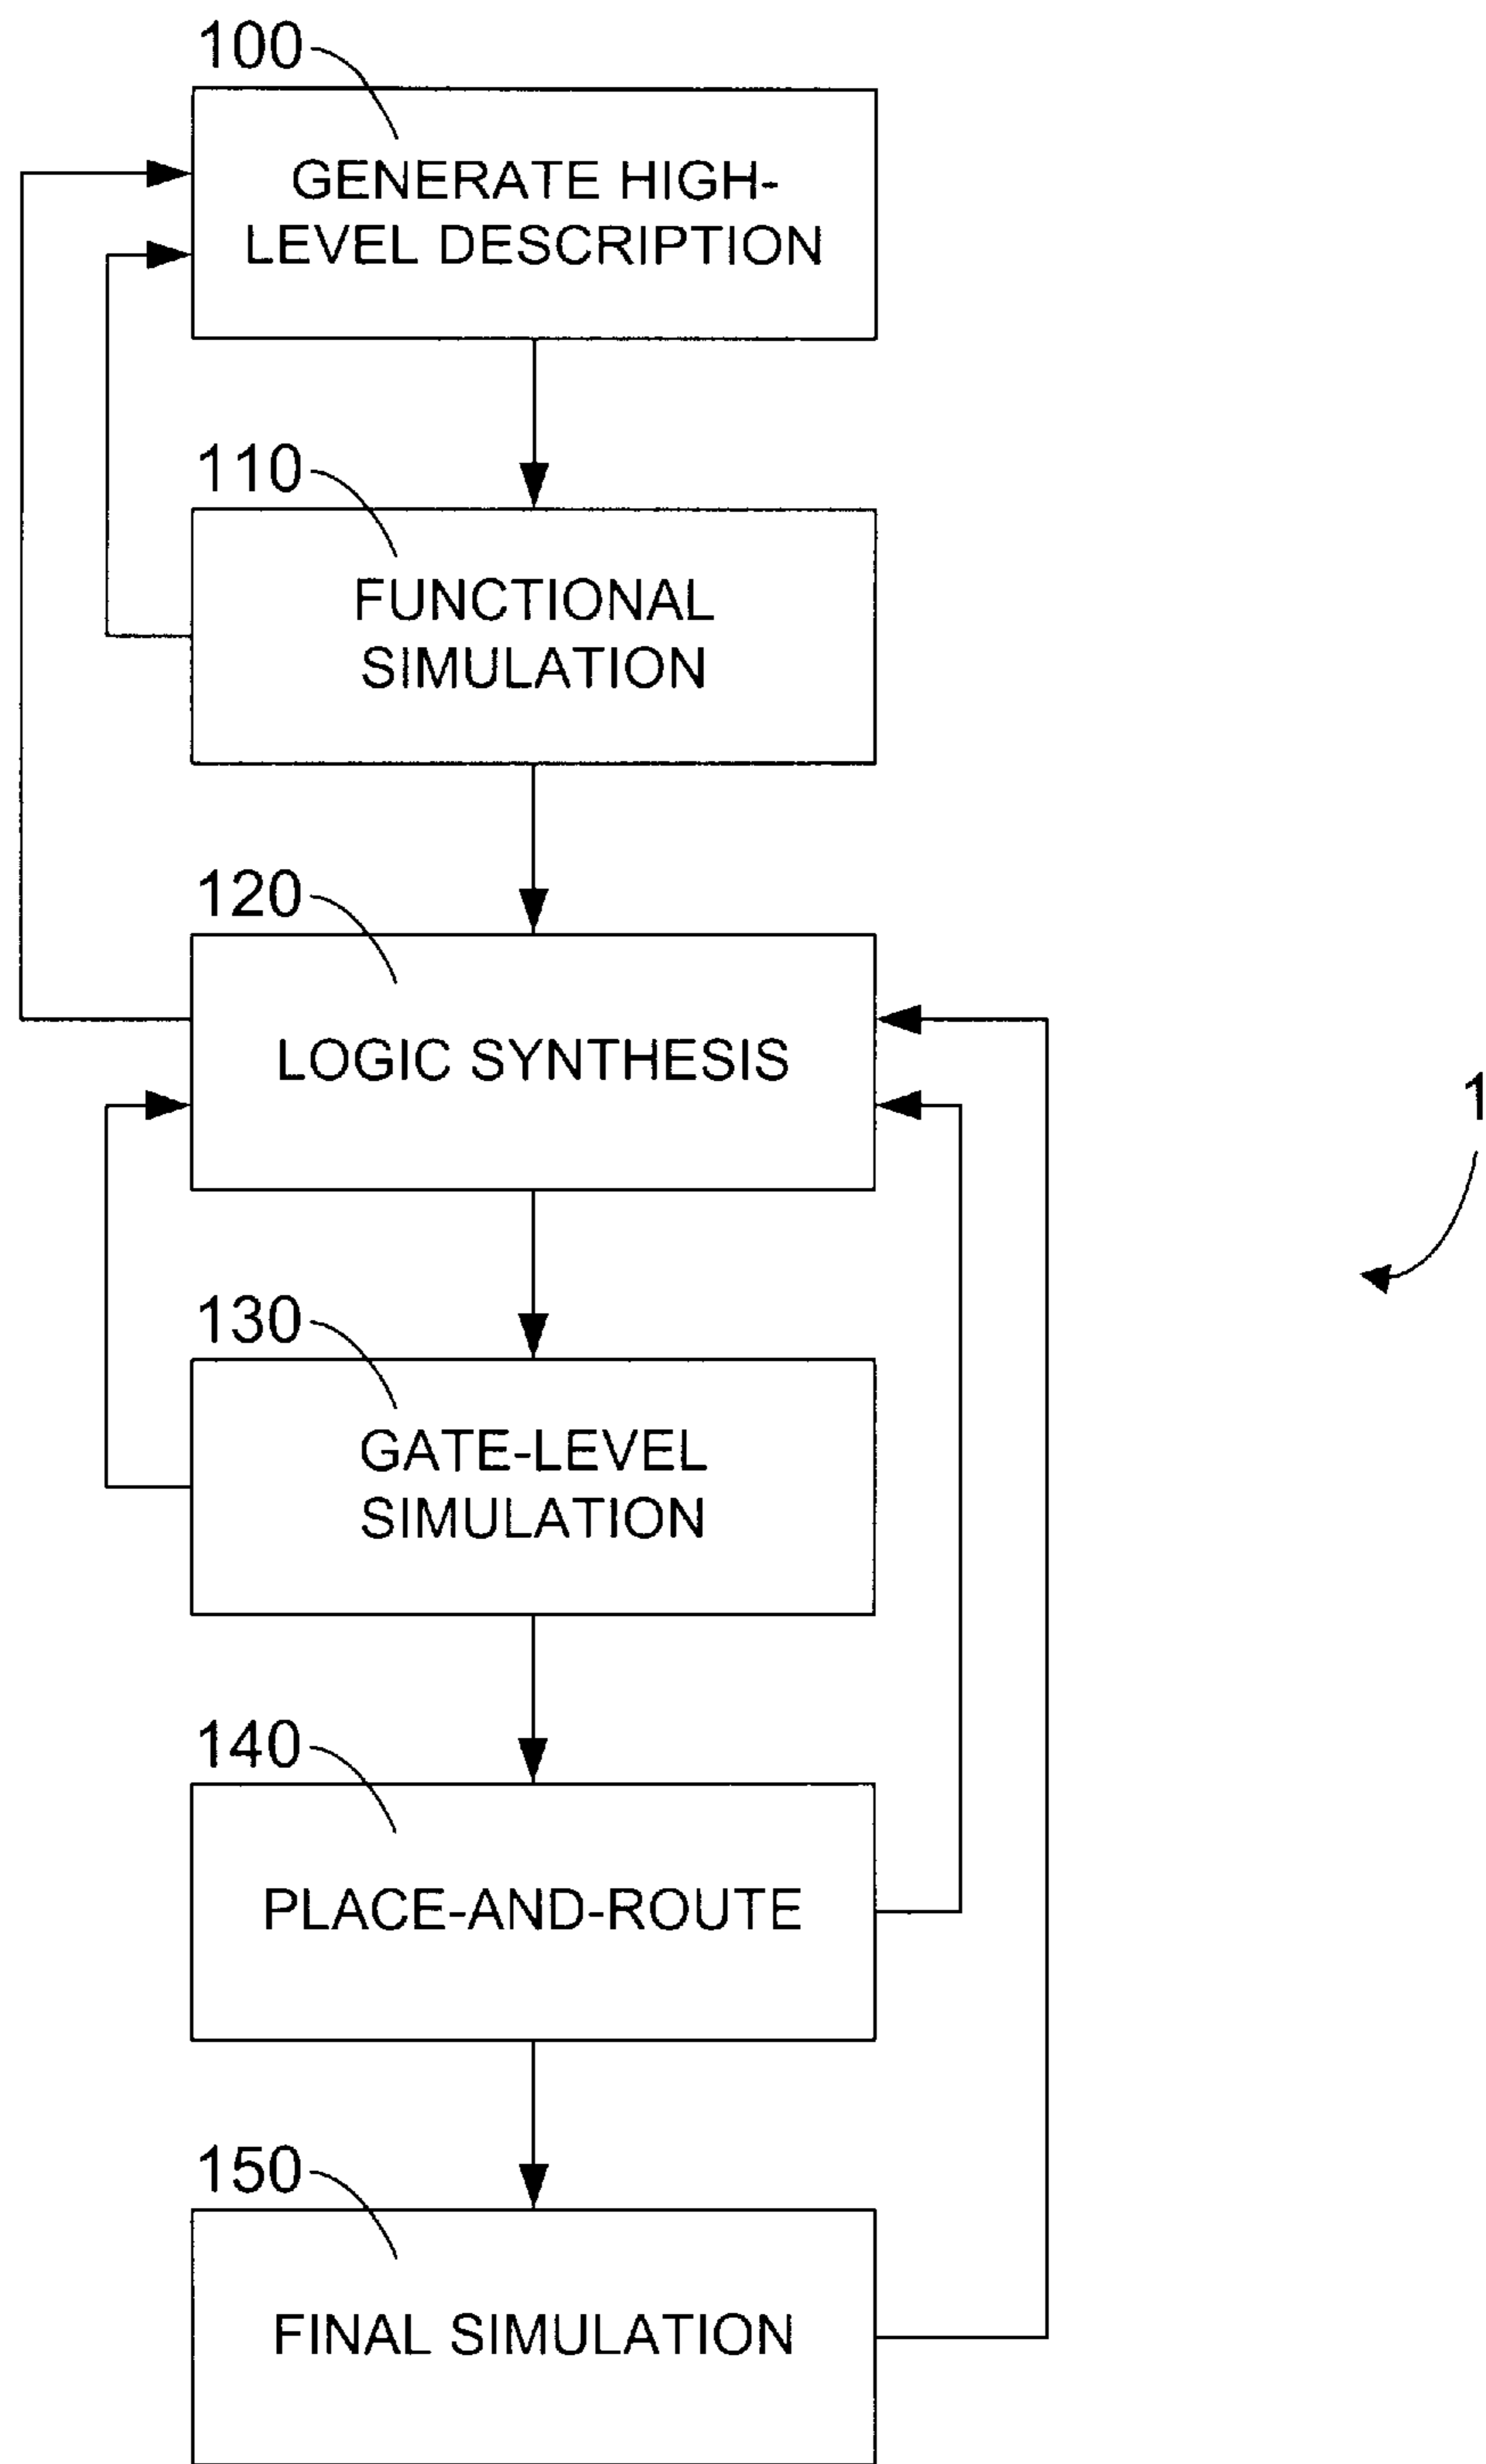 100
GENERATE HIGH-
LEVEL DESCRIPTION
110
FUNCTIONAL
SIMULATION
120
LOGIC SYNTHESIS
1
130
GATE-LEVEL
SIMULATION
140
PLACE-AND-ROUTE
150
FINAL SIMULATION